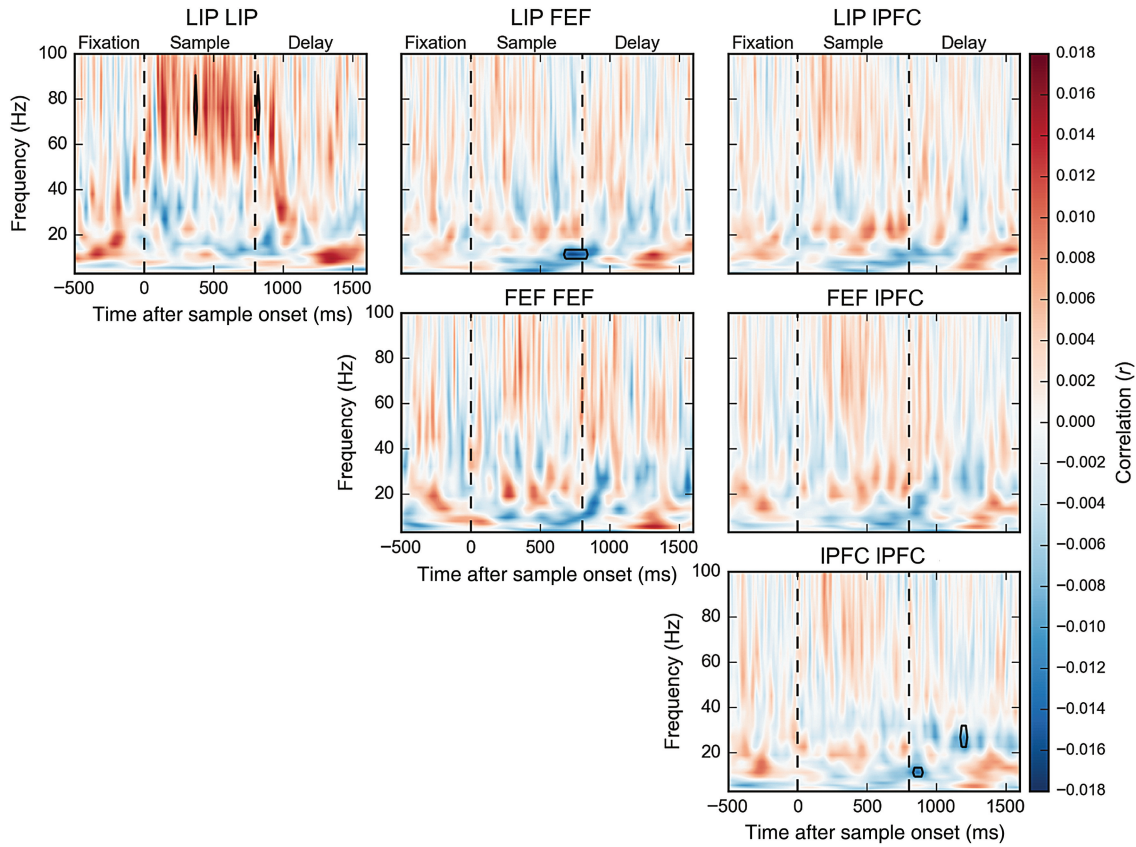 LIP LIP LIP FEF LIP lPFC
Fixation Sample Delay Fixation Sample Delay Fixation Sample Delay
100
80
60
40
20
Frequency (Hz)
−500 0 500 1000 1500
Time after sample onset (ms)
FEF FEF FEF lPFC
100
80
60
40
20
Frequency (Hz)
−500 0 500 1000 1500
Time after sample onset (ms)
lPFC lPFC
100
80
60
40
20
Frequency (Hz)
−500 0 500 1000 1500
Time after sample onset (ms)
0.018
0.016
0.014
0.012
0.010
0.008
0.006
0.004
0.002
0.000
−0.002
−0.004
−0.006
−0.008
−0.010
−0.012
−0.014
−0.016
−0.018
Correlation (r)